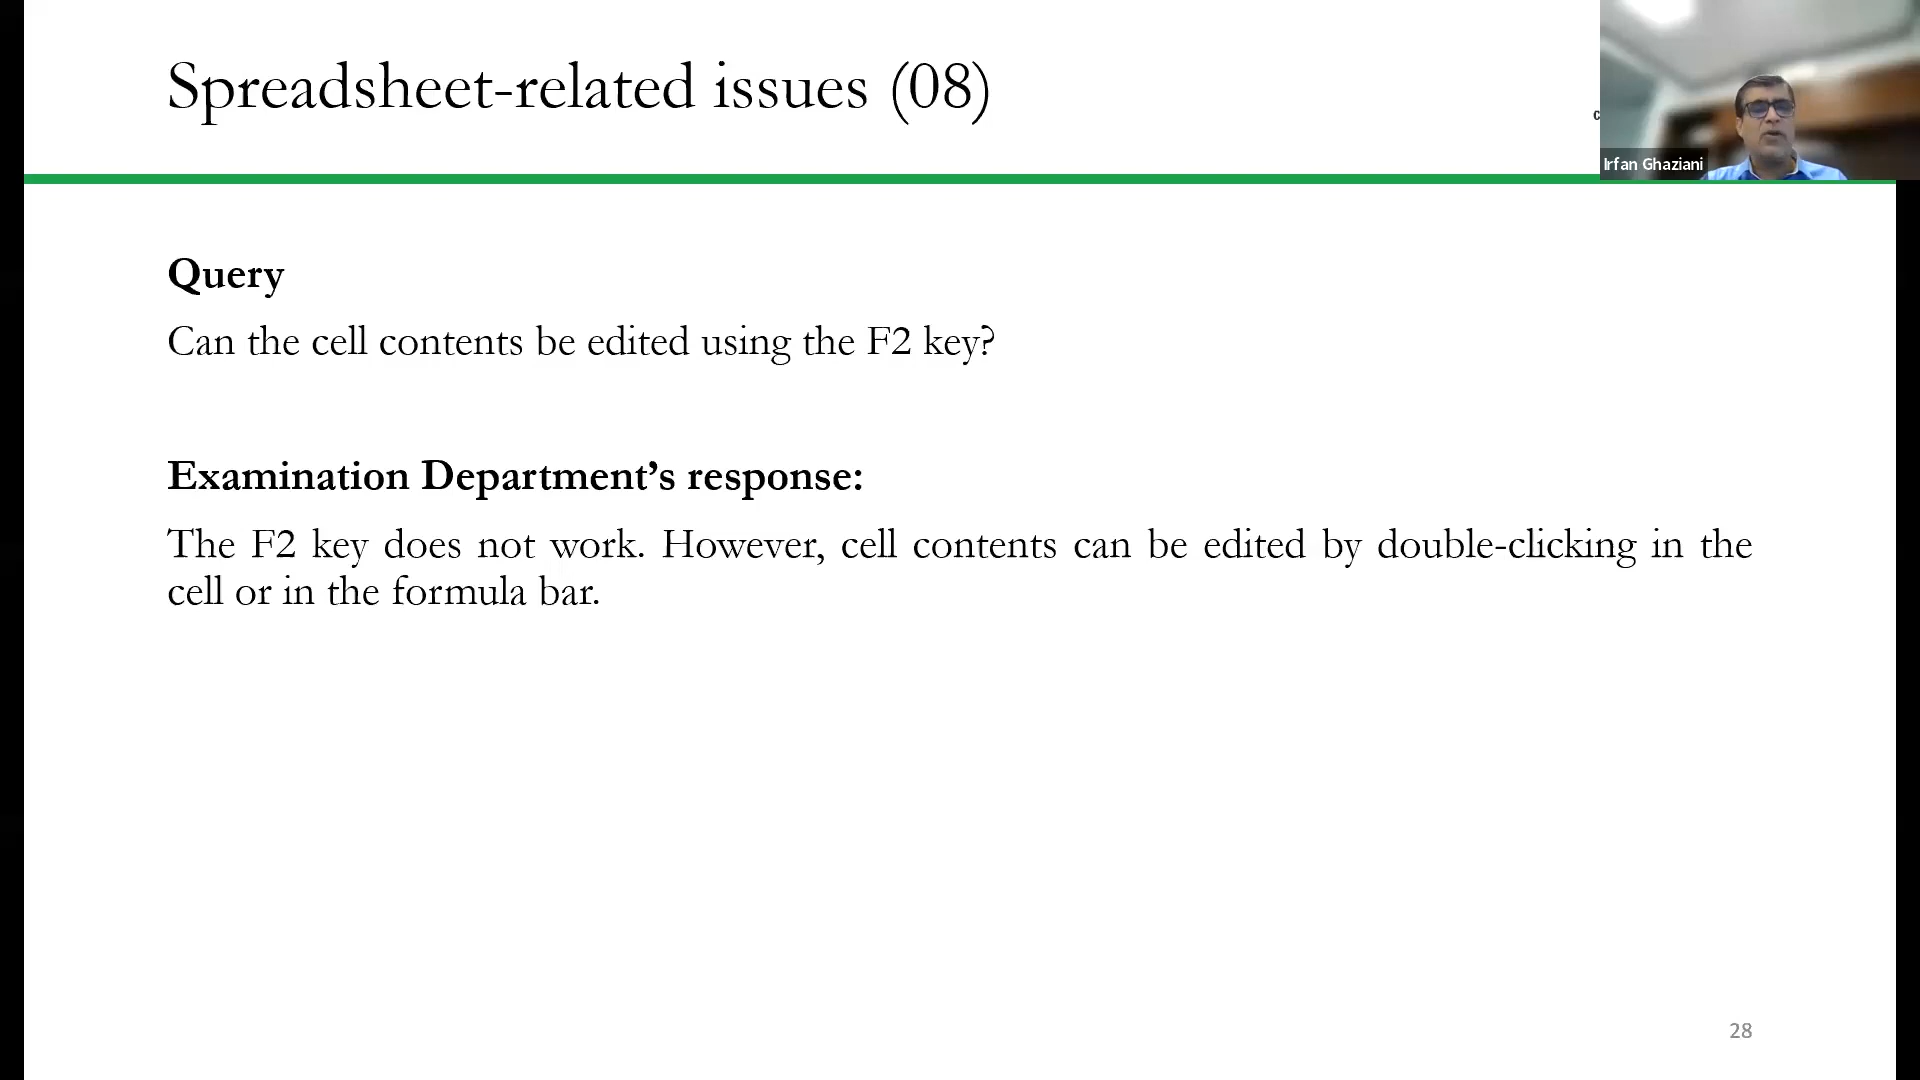 Spreadsheet-related issues (08)
Irfan Ghaziani
Query
Can the cell contents be edited using the F2 key?
Examination Department’s response:
The F2 key does not work. However, cell contents can be edited by double-clicking in the
cell or in the formula bar.
28